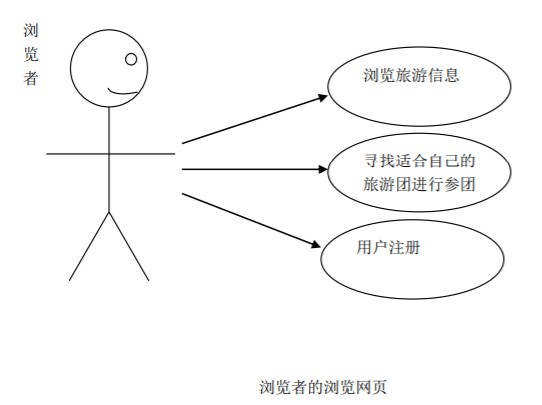 浏览者
浏览旅游信息
寻找适合自己的
旅游团进行参团
用户注册
浏览者的浏览网页